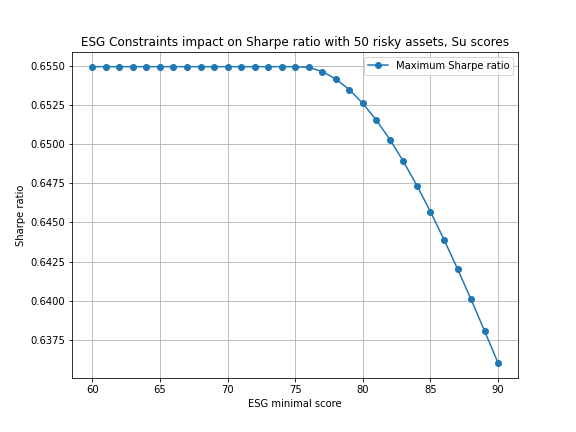 ESG Constraints impact on Sharpe ratio with 50 risky assets, Su scores
Maximum Sharpe ratio
0.6550
0.6525
0.6500
0.6475
0.6450
0.6425
0.6400
0.6375
Sharpe ratio
60 65 70 75 80 85 90
ESG minimal score